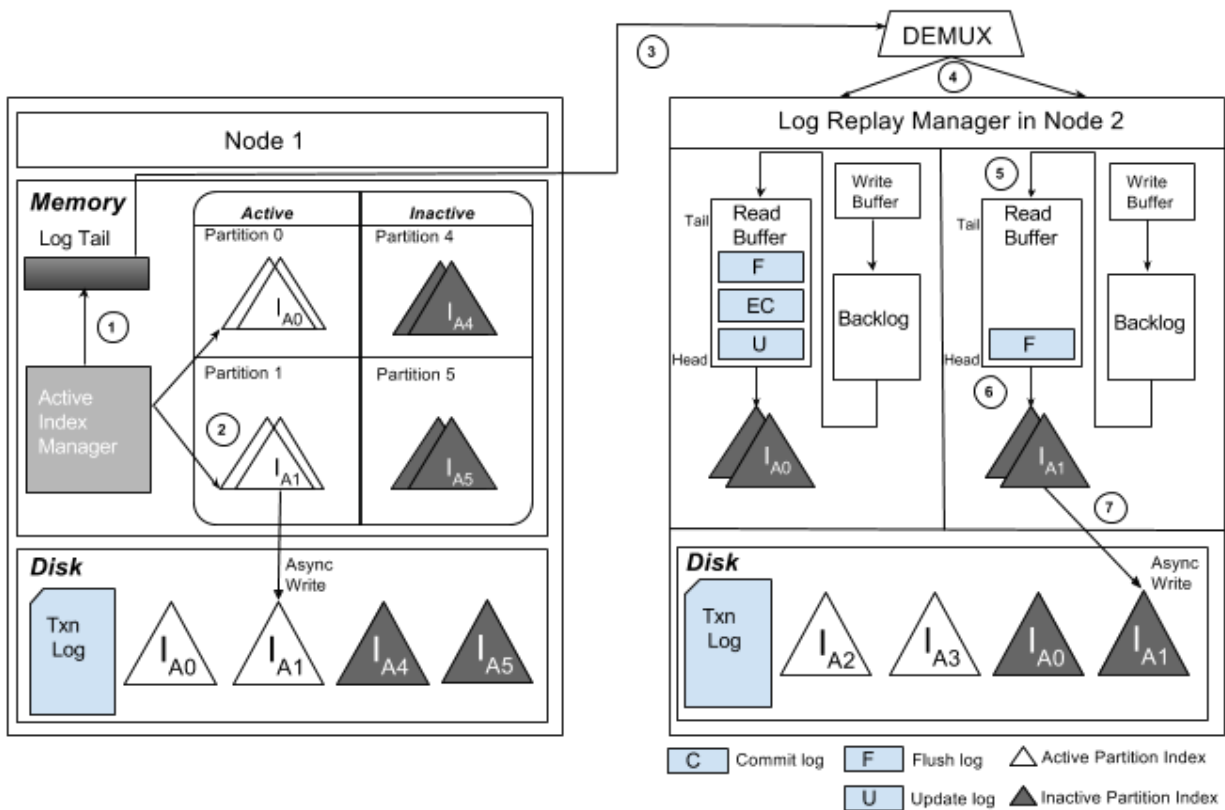 DEMUX
3
4
Node 1
Memory
Log Tail
1
Active
Index
Manager
Active
Inactive
Partition 0
Partition 4
I A0
I A4
Partition 1
Partition 5
2
I A1
I A5
Async
Write
Disk
Txn
Log
I A0
I A1
I A4
I A5
Log Replay Manager in Node 2
Tail
Read
Buffer
F
EC
U
Head
Write
Buffer
Backlog
I A0
5
Tail
Read
Buffer
F
Head
6
Write
Buffer
Backlog
I A1
7
Disk
Async
Write
Txn
Log
I A2
I A3
I A0
I A1
C Commit log
F Flush log
Active Partition Index
U Update log
Inactive Partition Index